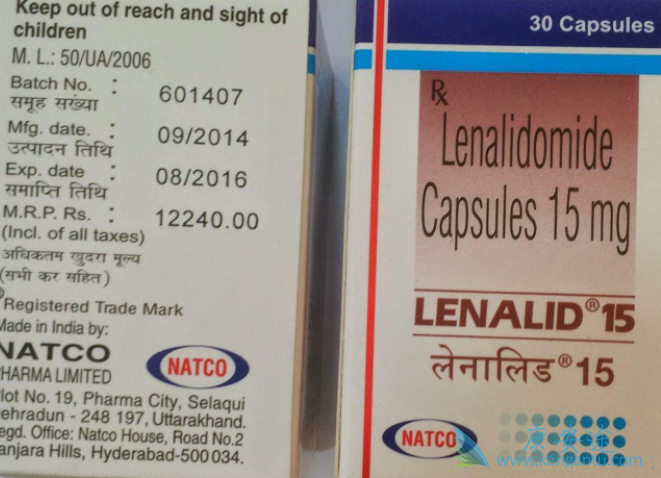 Keep out of reach and sight of
children
M. L.: 50/UA/2006
Batch No. : 601407
समूह संख्या
Mfg. date. : 09/2014
उत्पादन तिथि
Exp. date : 08/2016
समाप्ति तिथि
M.R.P. Rs. : 12240.00
(Incl. of all taxes)
अधिकतम खुदरा मूल्य
(सभी कर सहित)
Registered Trade Mark
Made in India by:
NATCO
PHARMA LIMITED
NATCO
Plot No. 19, Pharma City, Selaqui
Dehradun - 248 197, Uttarakhand.
Regd. Office: Natco House, Road No.2
Banjara Hills, Hyderabad-500 034.
30 Capsules
Rx
Lenalidomide
Capsules 15 mg
LENALID® 15
लेनालिड® 15
NATCO